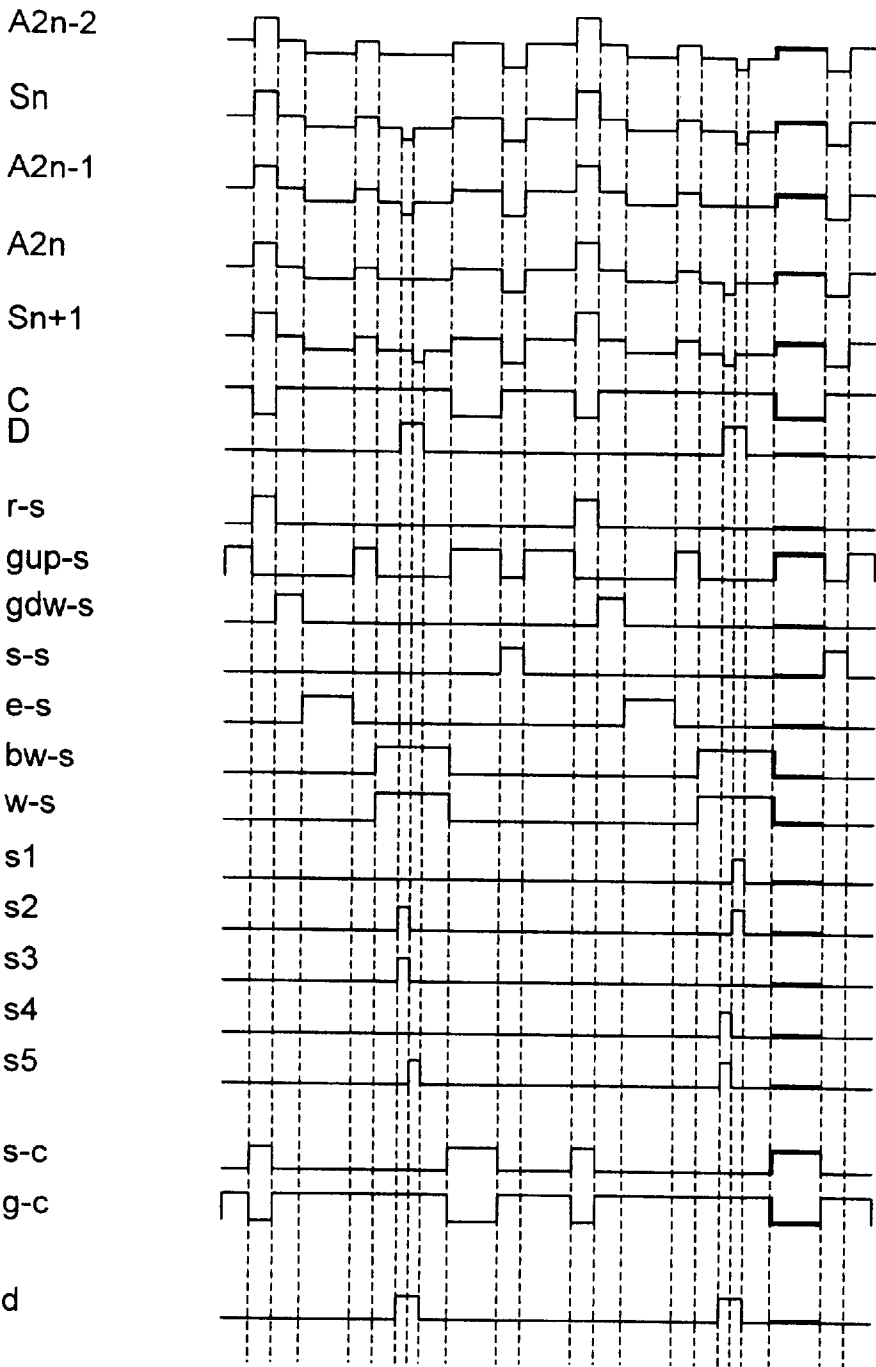 A2n-2
Sn
A2n-1
A2n
Sn+1
C
D
r-s
gup-s
gdw-s
s-s
e-s
bw-s
w-s
s1
s2
s3
s4
s5
s-c
g-c
d